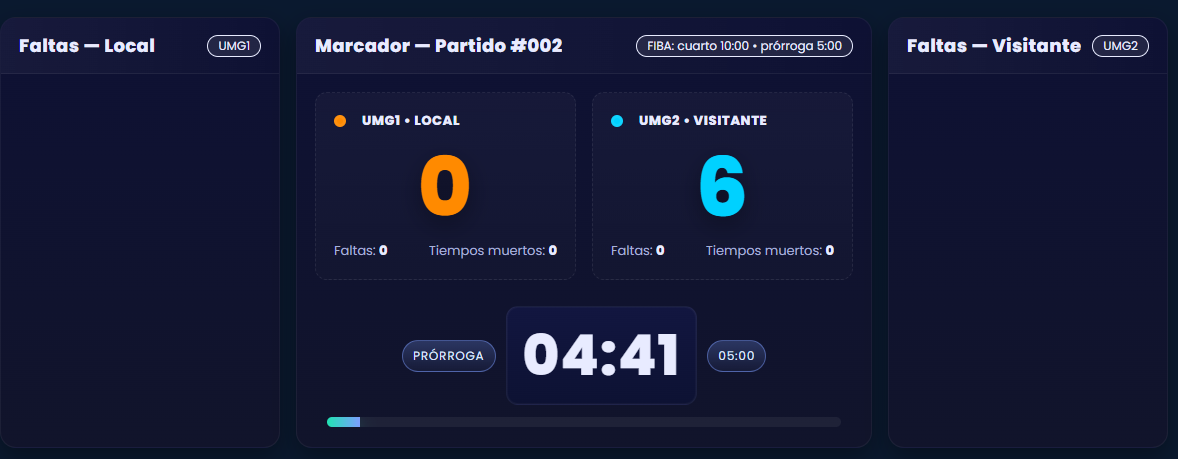 Faltas — Local
UMG1
Marcador — Partido #002
FIBA: cuarto 10:00 • prórroga 5:00
Faltas — Visitante
UMG2
UMG1 • LOCAL
0
Faltas: 0
Tiempos muertos: 0
UMG2 • VISITANTE
6
Faltas: 0
Tiempos muertos: 0
PRÓRROGA
04:41
05:00